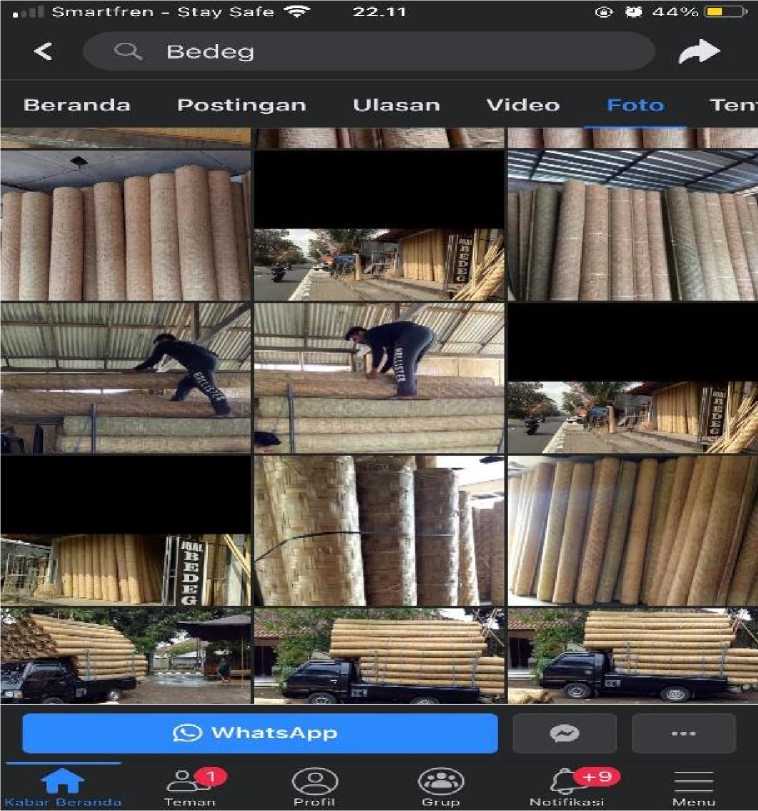 Smartfren - Stay Safe 22.11 44%
Bedeg
Beranda Postingan Ulasan Video Foto Ten
JUAL BEDEG
HOLLISTER
HOLLISTER
JUAL BEDEG
JUAL BEDEG
WhatsApp
1 +9
Kabar Beranda Teman Profil Grup Notifikasi Menu